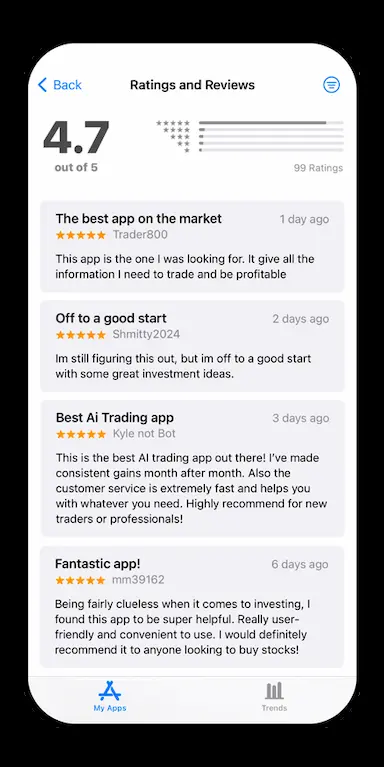 Back
Ratings and Reviews
4.7
out of 5
99 Ratings
The best app on the market
1 day ago
Trader800
This app is the one I was looking for. It give all the
information I need to trade and be profitable
Off to a good start
2 days ago
Shmitty2024
Im still figuring this out, but im off to a good start
with some great investment ideas.
Best Ai Trading app
3 days ago
Kyle not Bot
This is the best AI trading app out there! I've made
consistent gains month after month. Also the
customer service is extremely fast and helps you
with whatever you need. Highly recommend for new
traders or professionals!
Fantastic app!
6 days ago
mm39162
Being fairly clueless when it comes to investing, I
found this app to be super helpful. Really user-
friendly and convenient to use. I would definitely
recommend it to anyone looking to buy stocks!
My Apps
Trends